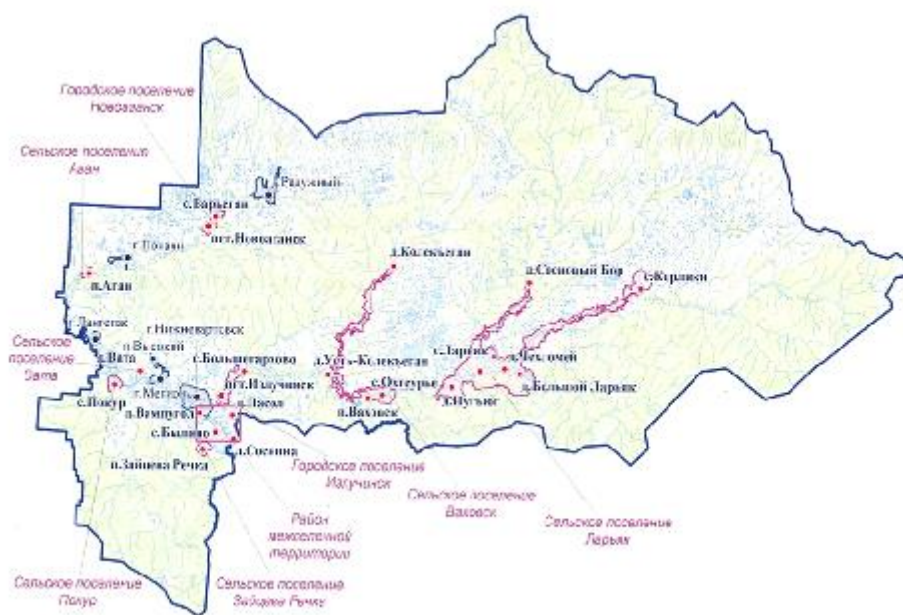 Городское поселение
Новоаганск
Сельское поселение
Аган
Радужный
с.Варьеган
пгт.Новоаганск
г.Покачи
п.Аган
д.Колекъеган
д.Сосновый Бор
с.Корлики
г.Лангепас
г.Нижневартовск
п.Высокий
Сельское
поселение
Вата
д.Вата
с.Большетархово
д.Усть-Колекъеган
с.Ларьяк
д.Чехломей
с.Покур
г.Мегион
пгт.Излучинск
с.Охтеурье
д.Большой Ларьяк
п.Вампугол
д.Пасол
п.Ваховск
д.Пугъюг
с.Былино
д.Соснина
п.Зайцева Речка
Городское поселение
Излучинск
Сельское поселение
Ваховск
Район
межселенной
территории
Сельское поселение
Ларьяк
Сельское поселение
Покур
Сельское поселение
Зайцева Речка